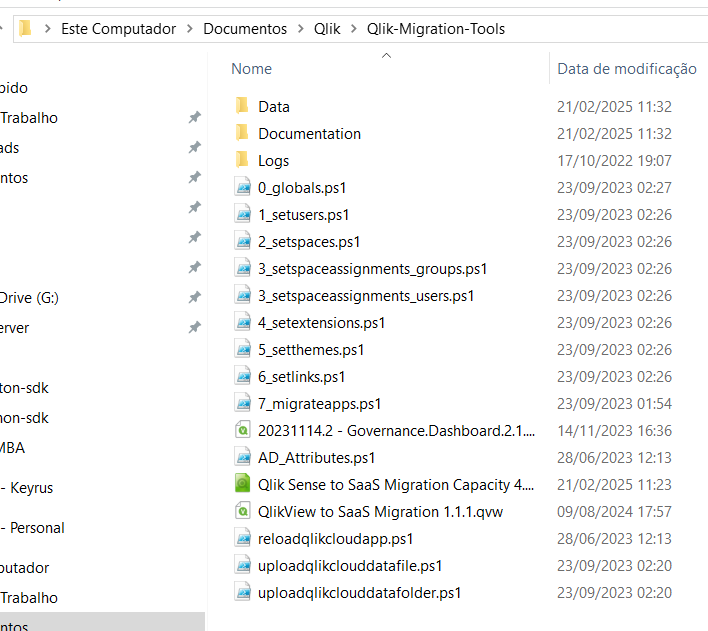 Este Computador > Documentos > Qlik > Qlik-Migration-Tools
Nome
Data de modificação
pido
Trabalho
ads
ntos
Drive (G:)
erver
ton-sdk
hon-sdk
MBA
- Keyrus
- Personal
putador
Trabalho
ntos
Data 21/02/2025 11:32
Documentation 21/02/2025 11:32
Logs 17/10/2022 19:07
0_globals.ps1 23/09/2023 02:27
1_setusers.ps1 23/09/2023 02:26
2_setspaces.ps1 23/09/2023 02:26
3_setspaceassignments_groups.ps1 23/09/2023 02:26
3_setspaceassignments_users.ps1 23/09/2023 02:26
4_setextensions.ps1 23/09/2023 02:26
5_setthemes.ps1 23/09/2023 02:26
6_setlinks.ps1 23/09/2023 02:26
7_migrateapps.ps1 23/09/2023 01:54
20231114.2 - Governance.Dashboard.2.1.... 14/11/2023 16:36
AD_Attributes.ps1 28/06/2023 12:13
Qlik Sense to SaaS Migration Capacity 4.... 21/02/2025 11:23
QlikView to SaaS Migration 1.1.1.qvw 09/08/2024 17:57
reloadqlikcloudapp.ps1 28/06/2023 12:13
uploadqlikclouddatafile.ps1 23/09/2023 02:20
uploadqlikclouddatafolder.ps1 23/09/2023 02:20